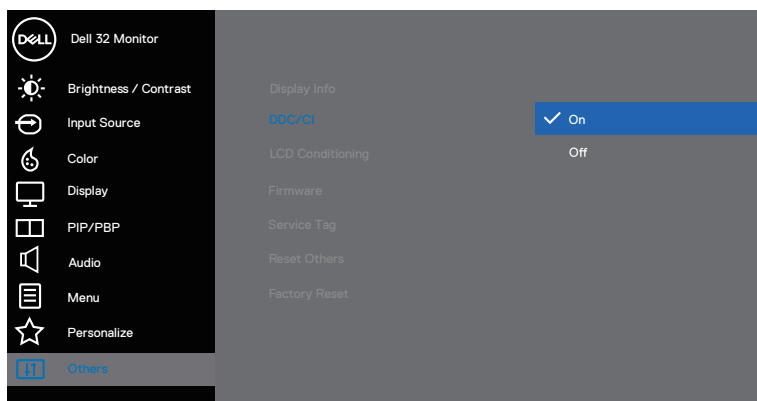 DELL
Dell 32 Monitor
Brightness / Contrast
Input Source
Color
Display
PIP/PBP
Audio
Menu
Personalize
Others
Display Info
DDC/CI
LCD Conditioning
Firmware
Service Tag
Reset Others
Factory Reset
On
Off